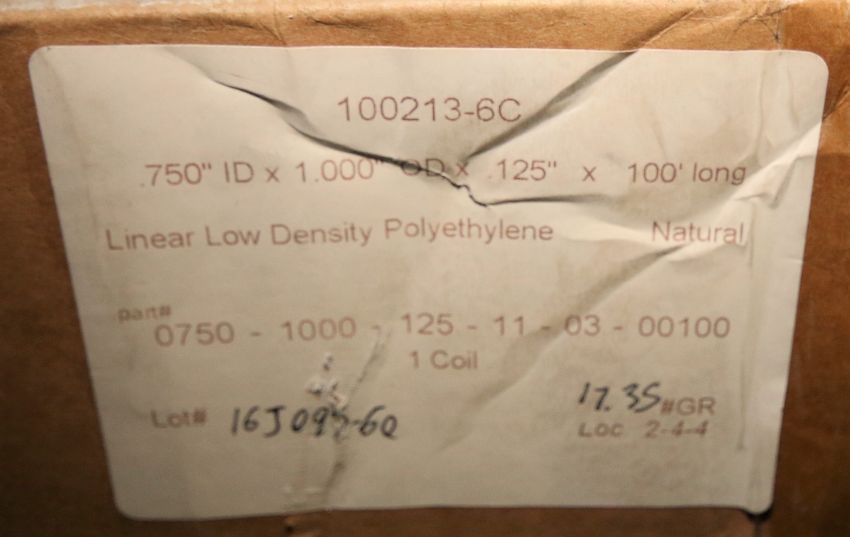 100213-6C
.750" ID x 1.000" OD x .125" x 100' long
Linear Low Density Polyethylene Natural
part#
0750 - 1000 - 125 - 11 - 03 - 00100
1 Coil
17.35 #GR
Lot#
Loc 2-4-4